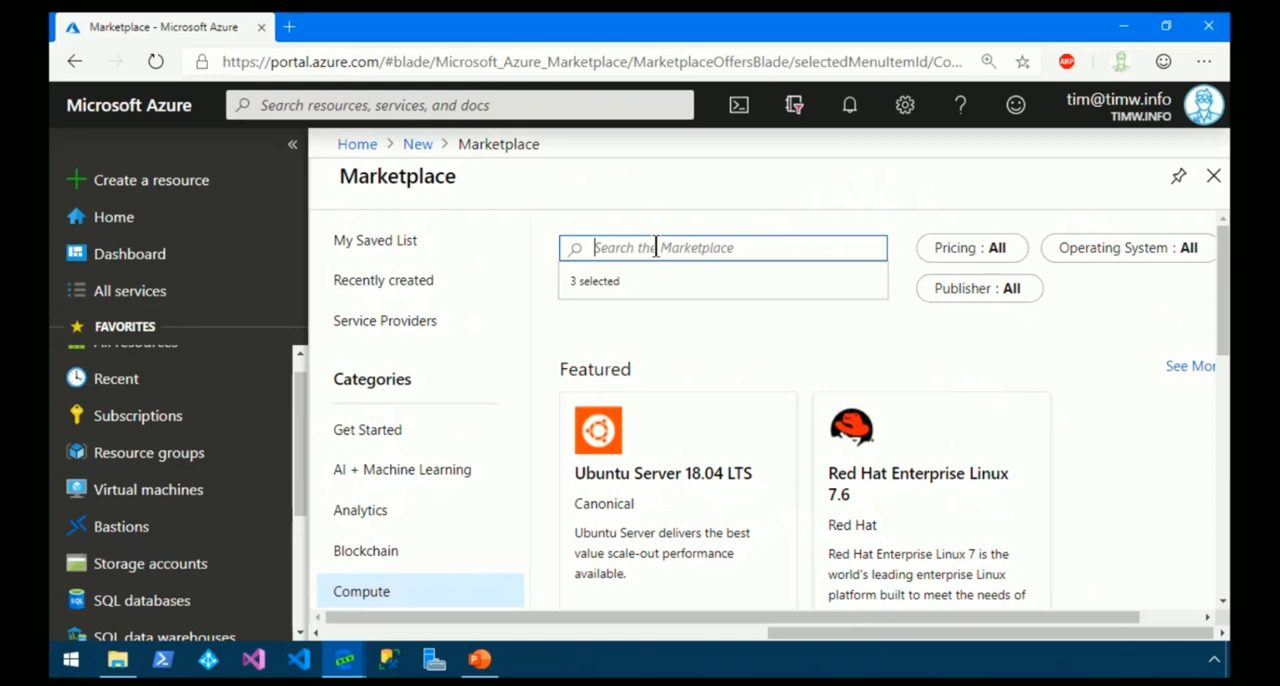 Marketplace - Microsoft Azure
https://portal.azure.com/#blade/Microsoft_Azure_Marketplace/MarketplaceOffersBlade/selectedMenuItemId/Co...
ABP
Microsoft Azure
Search resources, services, and docs
tim@timw.info
TIMW.INFO
Home > New > Marketplace
Marketplace
Create a resource
Home
Dashboard
All services
FAVORITES
All resources
Recent
Subscriptions
Resource groups
Virtual machines
Bastions
Storage accounts
SQL databases
SQL data warehouses
My Saved List
Recently created
Service Providers
Categories
Get Started
AI + Machine Learning
Analytics
Blockchain
Compute
Search the Marketplace
3 selected
Pricing : All
Operating System : All
Publisher : All
Featured
See Mor
Ubuntu Server 18.04 LTS
Canonical
Ubuntu Server delivers the best
value scale-out performance
available.
Red Hat Enterprise Linux
7.6
Red Hat
Red Hat Enterprise Linux 7 is the
world's leading enterprise Linux
platform built to meet the needs of